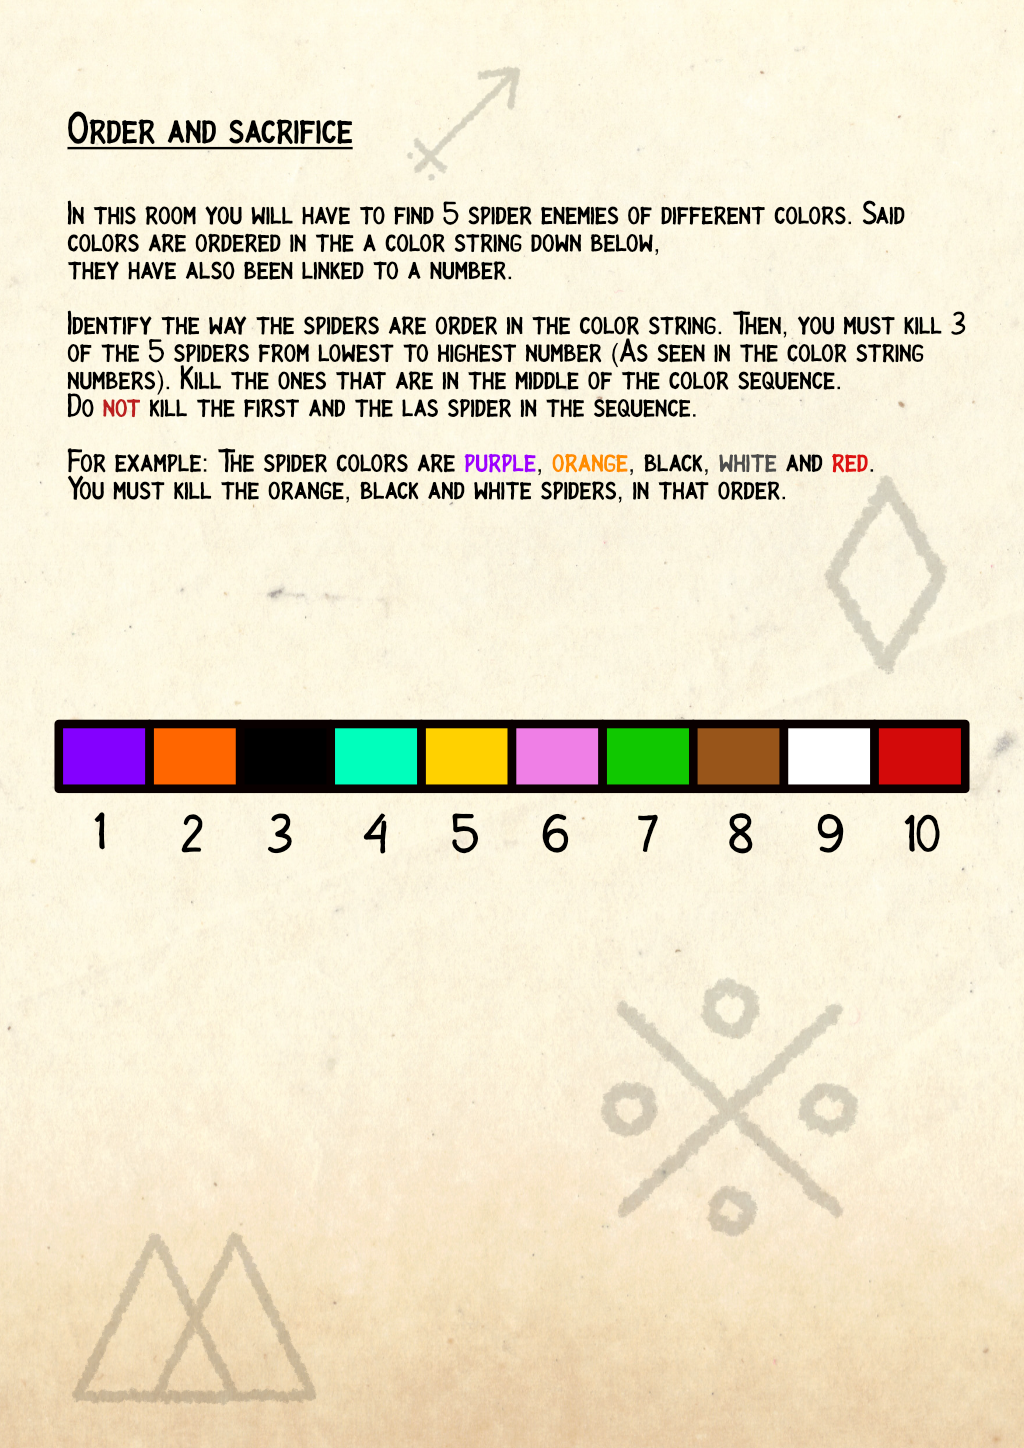 Order and sacrifice
In this room you will have to find 5 spider enemies of different colors. Said
colors are ordered in the a color string down below,
they have also been linked to a number.
Identify the way the spiders are order in the color string. Then, you must kill 3
of the 5 spiders from lowest to highest number (As seen in the color string
numbers). Kill the ones that are in the middle of the color sequence.
Do not kill the first and the las spider in the sequence.
For example: The spider colors are purple, orange, black, white and red.
You must kill the orange, black and white spiders, in that order.
1 2 3 4 5 6 7 8 9 10